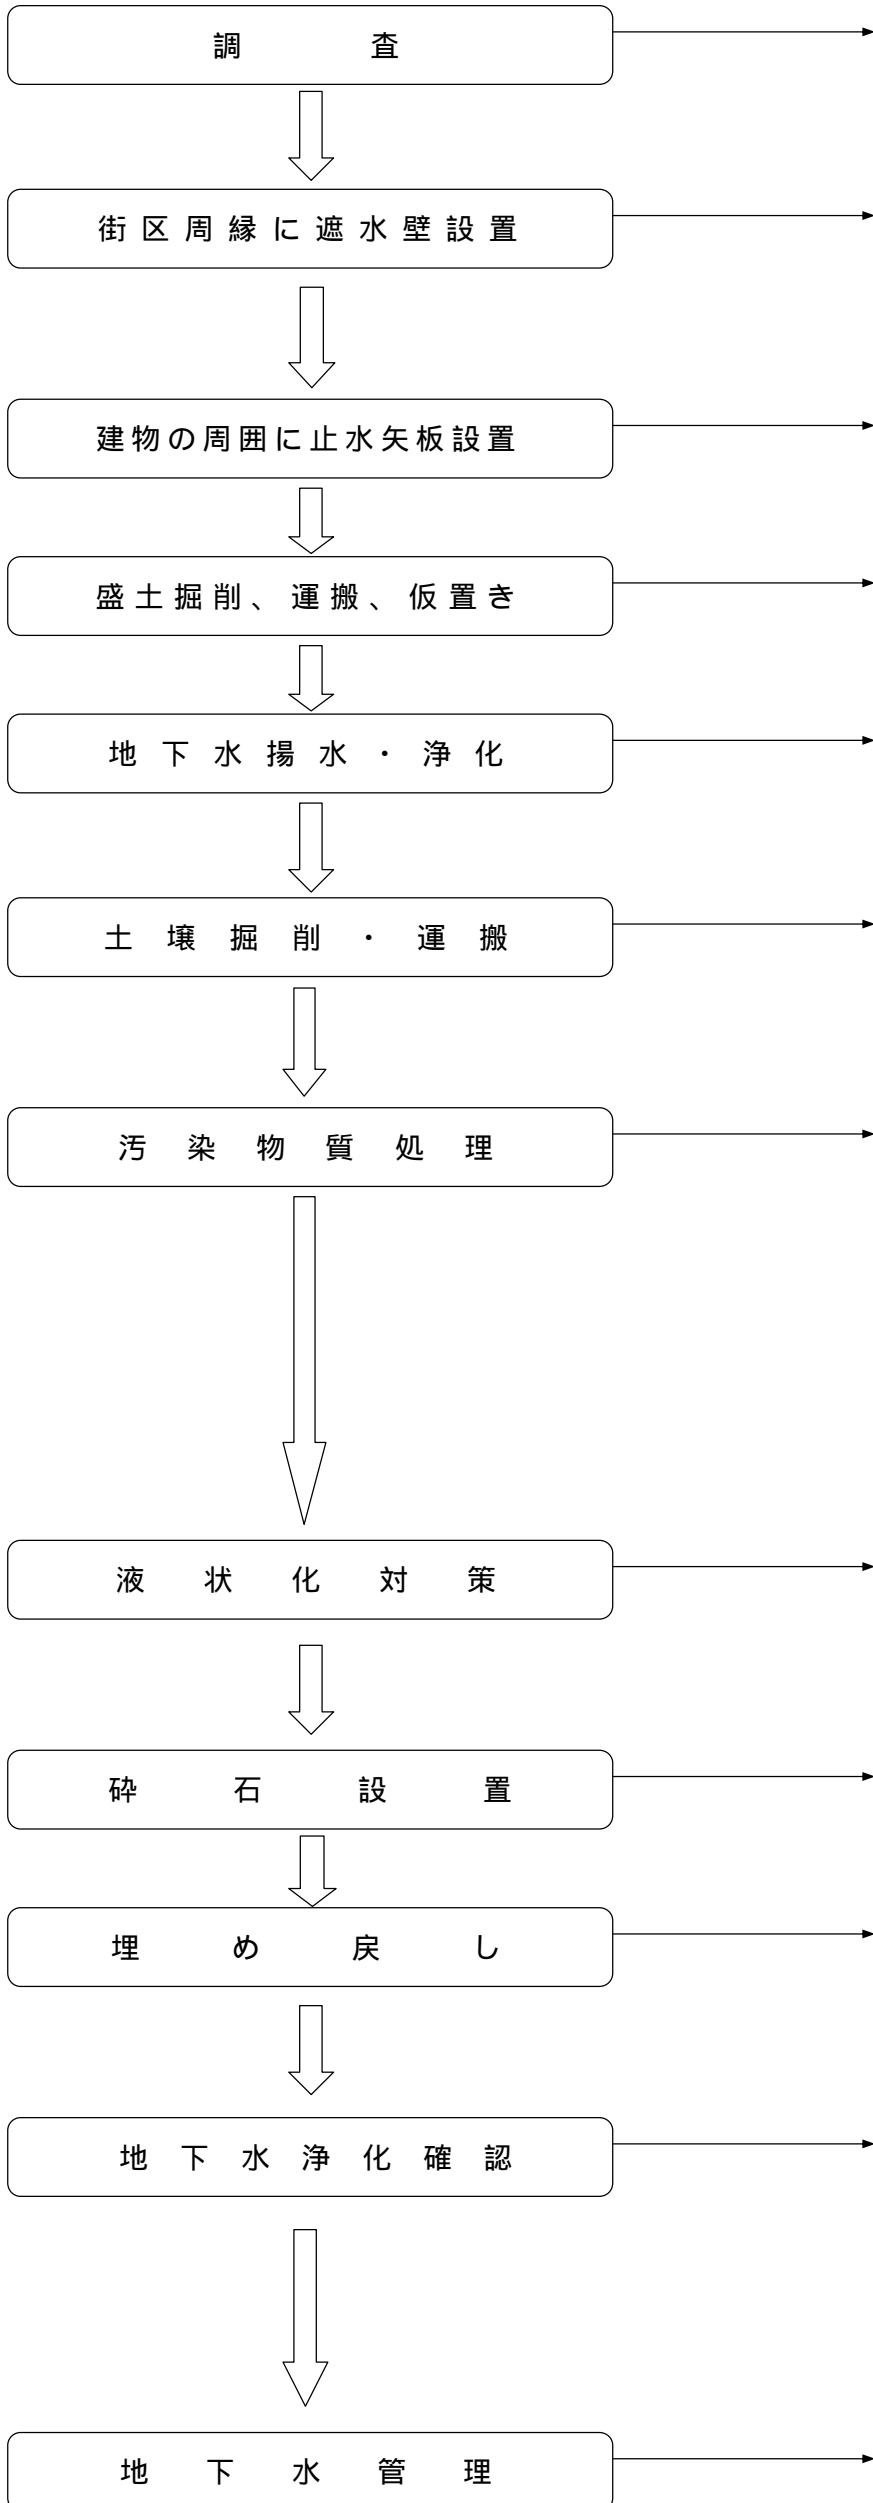 調査
街区周縁に遮水壁設置
建物の周囲に止水矢板設置
盛土掘削、運搬、仮置き
地下水揚水・浄化
土壌掘削・運搬
汚染物質処理
液状化対策
砕石設置
埋め戻し
地下水浄化確認
地下水管理